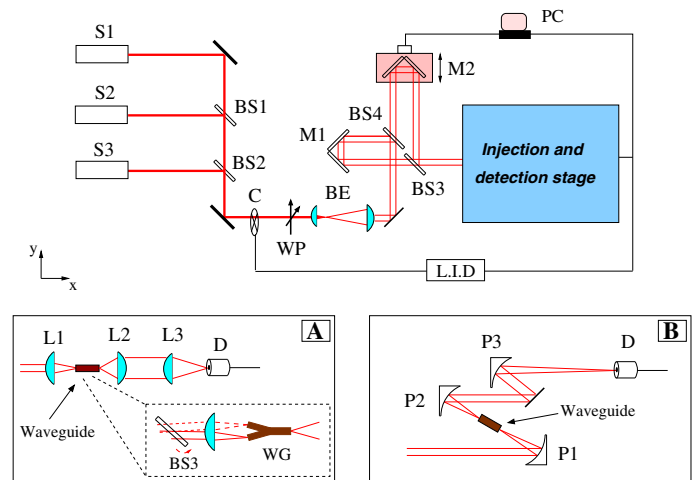 S1
PC
S2
BS1
M2
S3
BS2
BS4
M1
Injection and
detection stage
C
BE
BS3
WP
y
x
L.I.D
A
L1
L2
L3
D
Waveguide
BS3
WG
B
P3
D
P2
Waveguide
P1